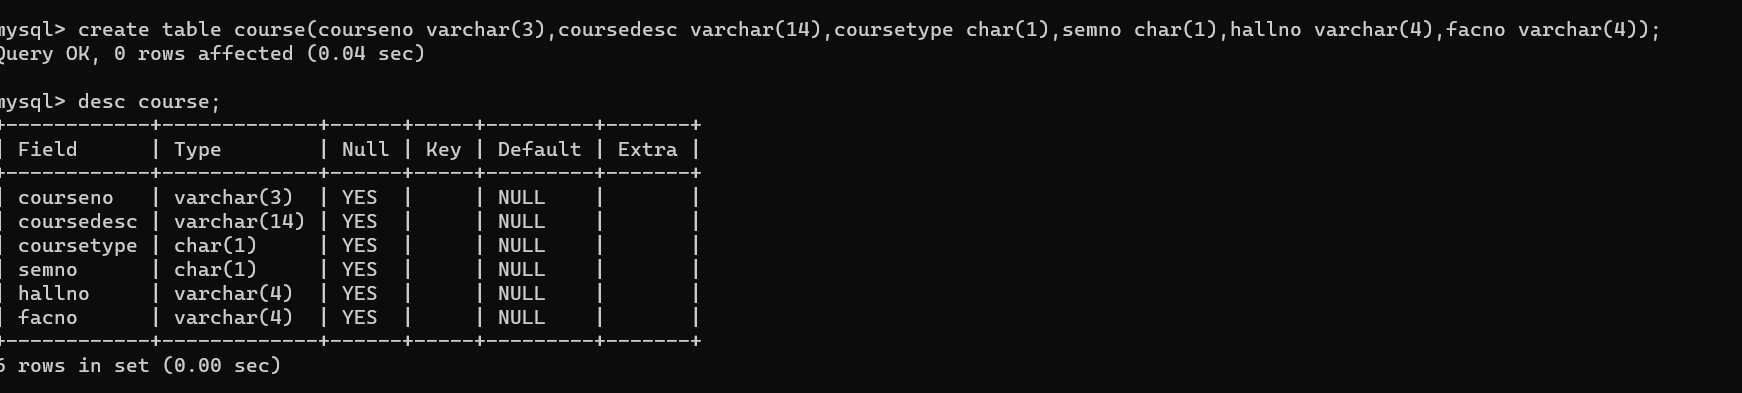 mysql> create table course(courseno varchar(3),coursedesc varchar(14),coursetype char(1),semno char(1),hallno varchar(4),facno varchar(4));
Query OK, 0 rows affected (0.04 sec)

mysql> desc course;
+------------+-------------+------+-----+---------+-------+
| Field      | Type        | Null | Key | Default | Extra |
+------------+-------------+------+-----+---------+-------+
| courseno   | varchar(3)  | YES  |     | NULL    |       |
| coursedesc | varchar(14) | YES  |     | NULL    |       |
| coursetype | char(1)     | YES  |     | NULL    |       |
| semno      | char(1)     | YES  |     | NULL    |       |
| hallno     | varchar(4)  | YES  |     | NULL    |       |
| facno      | varchar(4)  | YES  |     | NULL    |       |
+------------+-------------+------+-----+---------+-------+
6 rows in set (0.00 sec)